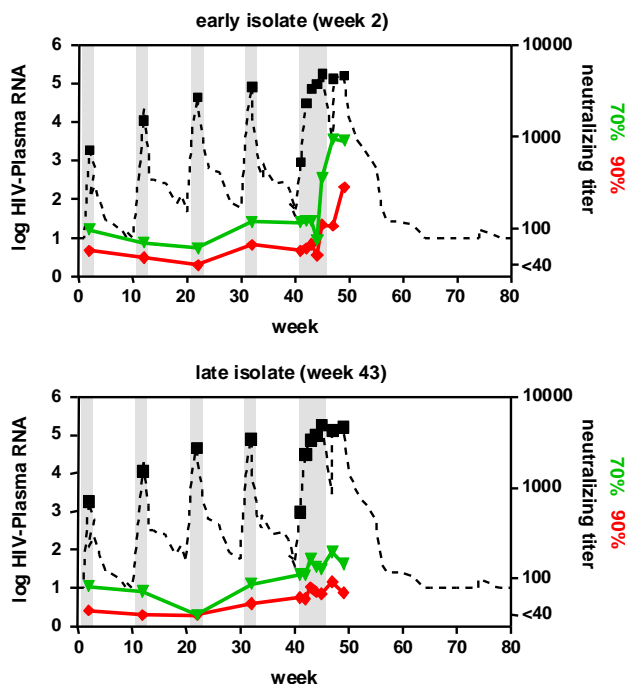 early isolate (week 2)
log HIV-Plasma RNA
6
5
4
3
2
1
0
10000
1000
100
<40
neutralizing titer
70%
90%
0 10 20 30 40 50 60 70 80
week
late isolate (week 43)
log HIV-Plasma RNA
6
5
4
3
2
1
0
10000
1000
100
<40
neutralizing titer
70%
90%
0 10 20 30 40 50 60 70 80
week